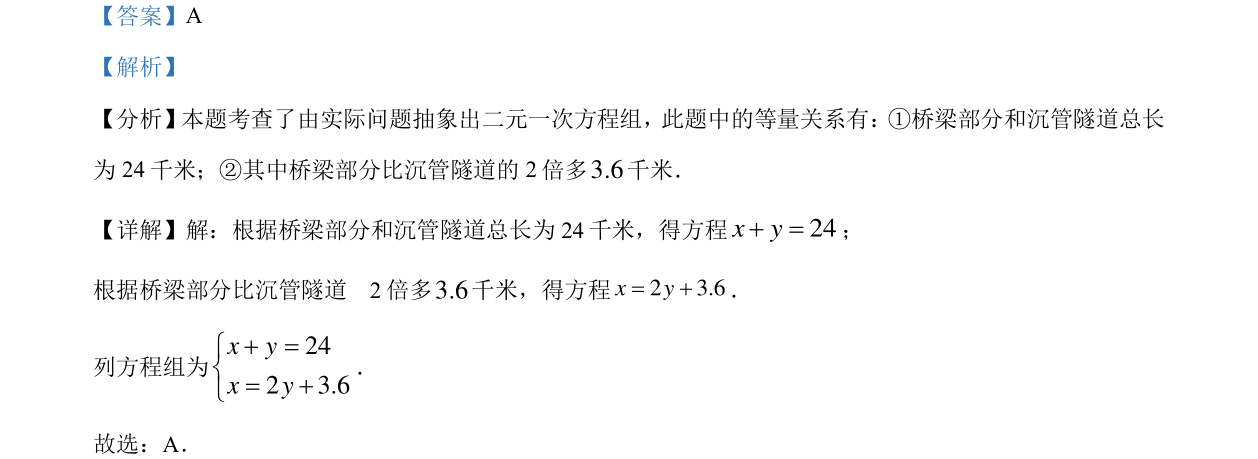 【答案】A
【解析】
【分析】本题考查了由实际问题抽象出二元一次方程组，此题中的等量关系有：①桥梁部分和沉管隧道总长
为 24 千米；②其中桥梁部分比沉管隧道的 2 倍多3.6千米．
【详解】解：根据桥梁部分和沉管隧道总长为 24 千米，得方程 x + y = 24；
根据桥梁部分比沉管隧道 2 倍多3.6千米，得方程 x = 2y + 3.6．
列方程组为{x + y = 24
x = 2y + 3.6．
故选：A．